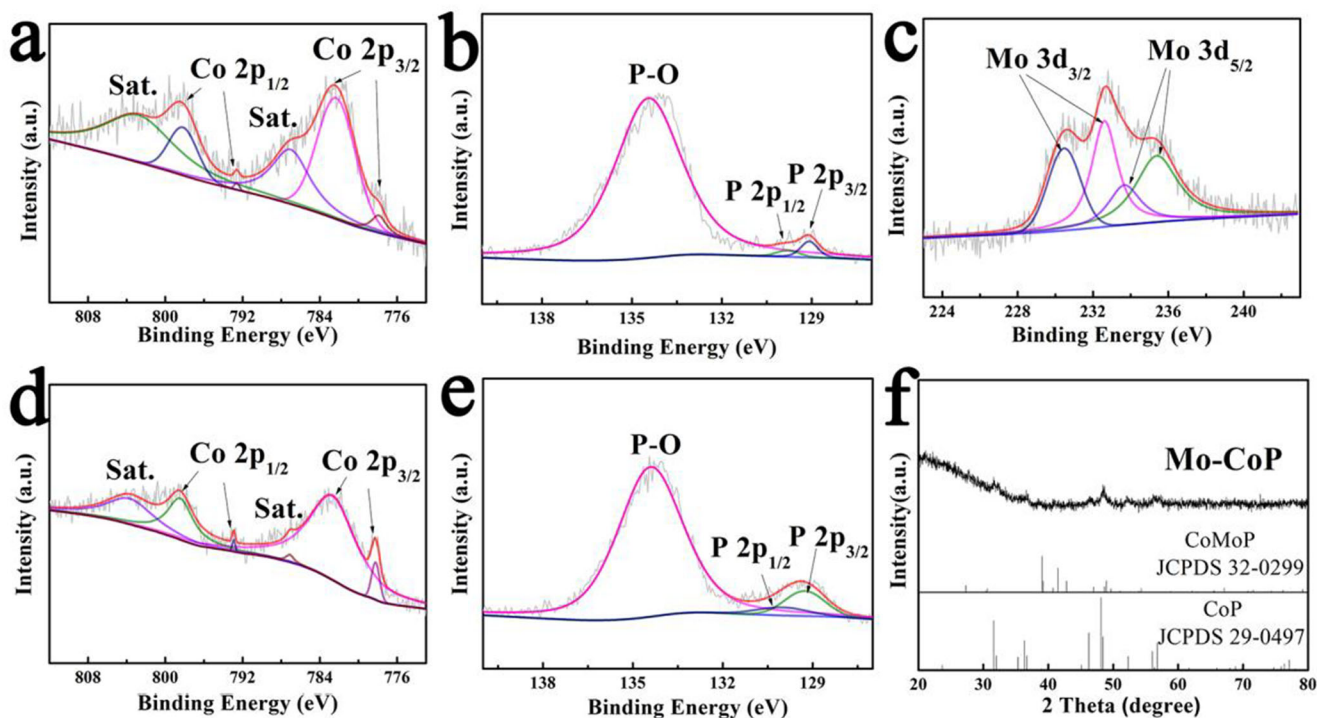 a
Sat.
Co 2p1/2
Sat.
Co 2p3/2
Intensity (a.u.)
808 800 792 784 776
Binding Energy (eV)
b
P-O
P 2p1/2
P 2p3/2
Intensity (a.u.)
138 135 132 129
Binding Energy (eV)
c
Mo 3d3/2
Mo 3d5/2
Intensity (a.u.)
224 228 232 236 240
Binding Energy (eV)
d
Sat.
Co 2p1/2
Sat.
Co 2p3/2
Intensity (a.u.)
808 800 792 784 776
Binding Energy (eV)
e
P-O
P 2p1/2
P 2p3/2
Intensity (a.u.)
138 135 132 129
Binding Energy (eV)
f
Mo-CoP
CoMoP
JCPDS 32-0299
CoP
JCPDS 29-0497
Intensity(a.u.)
20 30 40 50 60 70 80
2 Theta (degree)